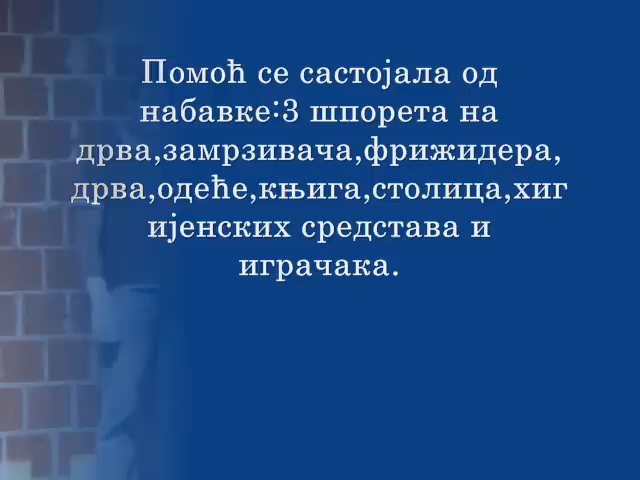 Помоћ се састојала од
набавке:3 шпорета на
дрва,замрзивача,фрижидера,
дрва,одеће,књига,столица,хиг
ијенских средстава и
играчака.